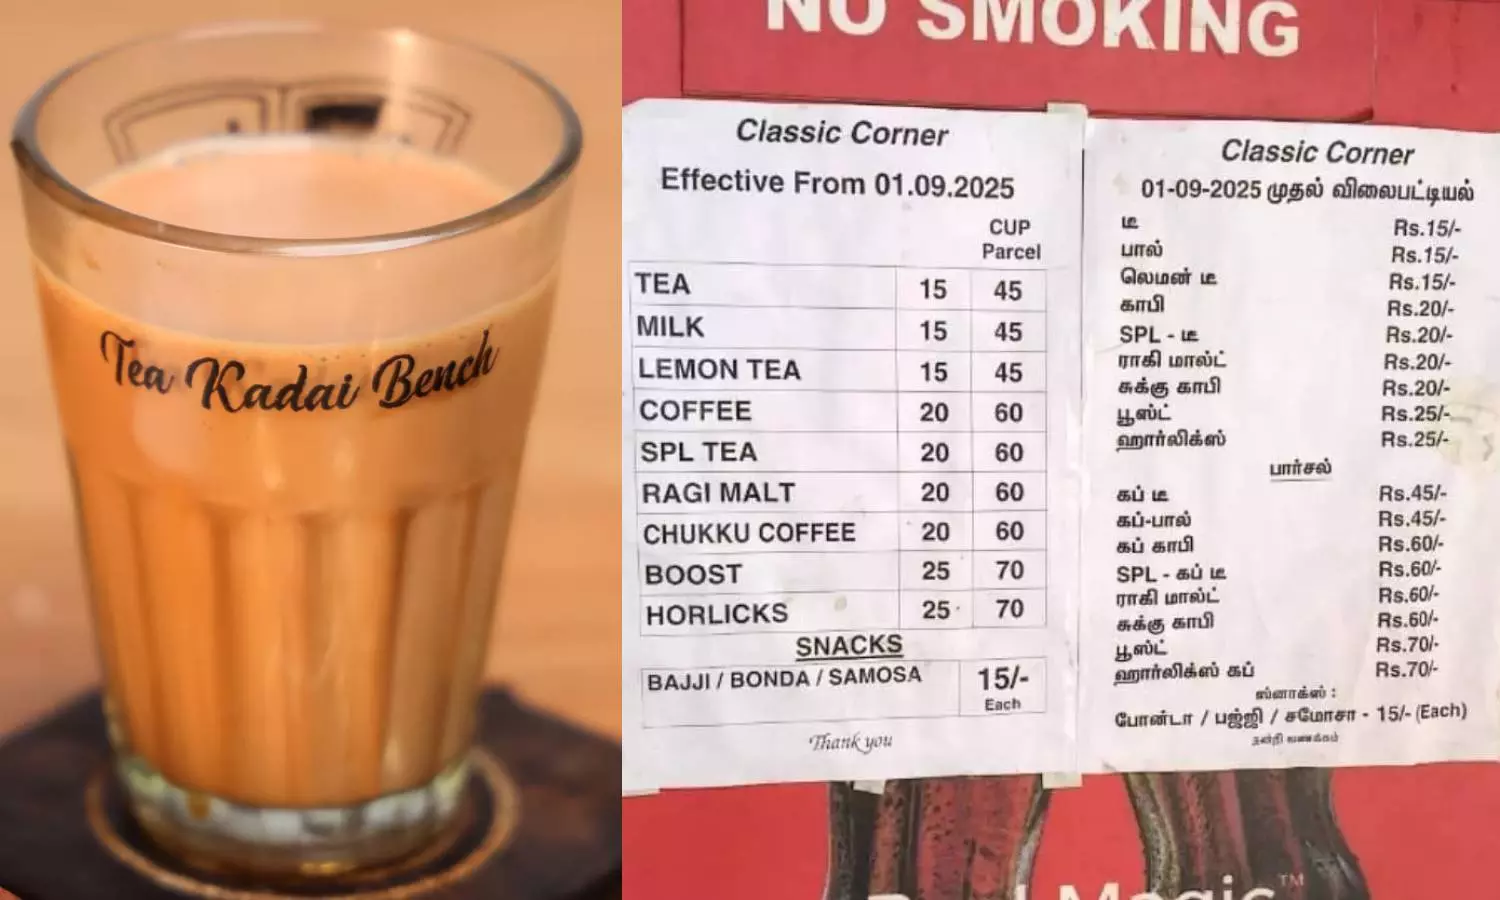 Tea Kadai Bench
NO SMOKING
Classic Corner
Effective From 01.09.2025
CUP
Parcel
TEA 15 45
MILK 15 45
LEMON TEA 15 45
COFFEE 20 60
SPL TEA 20 60
RAGI MALT 20 60
CHUKKU COFFEE 20 60
BOOST 25 70
HORLICKS 25 70
SNACKS
BAJJI / BONDA / SAMOSA 15/-
Each
Thank you
Classic Corner
01-09-2025 முதல் விலைபட்டியல்
டீ Rs.15/-
பால் Rs.15/-
லெமன் டீ Rs.15/-
காபி Rs.20/-
SPL - டீ Rs.20/-
ராகி மால்ட் Rs.20/-
சுக்கு காபி Rs.20/-
பூஸ்ட் Rs.25/-
ஹார்லிக்ஸ் Rs.25/-
பார்சல்
கப் டீ Rs.45/-
கப்-பால் Rs.45/-
கப் காபி Rs.60/-
SPL - கப் டீ Rs.60/-
ராகி மால்ட் Rs.60/-
சுக்கு காபி Rs.60/-
பூஸ்ட் Rs.70/-
ஹார்லிக்ஸ் கப் Rs.70/-
ஸ்னாக்ஸ் :
போண்டா / பஜ்ஜி / சமோசா - 15/- (Each)
நன்றி வணக்கம்
Magic™